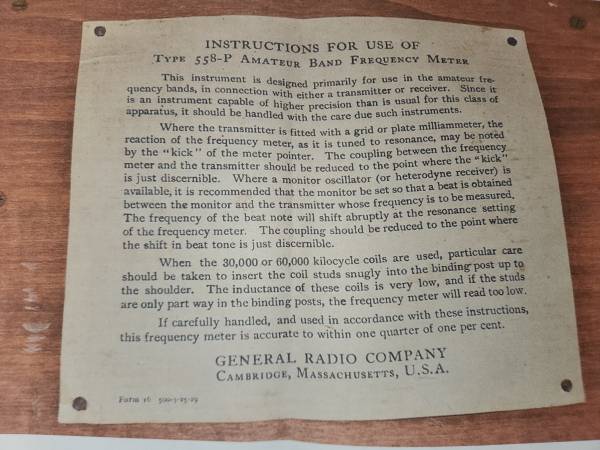 INSTRUCTIONS FOR USE OF
TYPE 558-P AMATEUR BAND FREQUENCY METER
This instrument is designed primarily for use in the amateur fre-
quency bands, in connection with either a transmitter or receiver. Since it
is an instrument capable of higher precision than is usual for this class of
apparatus, it should be handled with the care due such instruments.
Where the transmitter is fitted with a grid or plate milliammeter, the
reaction of the frequency meter, as it is tuned to resonance, may be noted
by the "kick" of the meter pointer. The coupling between the frequency
meter and the transmitter should be reduced to the point where the "kick"
is just discernible. Where a monitor oscillator (or heterodyne receiver) is
available, it is recommended that the monitor be set so that a beat is obtained
between the monitor and the transmitter whose frequency is to be measured.
The frequency of the beat note will shift abruptly at the resonance setting
of the frequency meter. The coupling should be reduced to the point where
the shift in beat tone is just discernible.
When the 30,000 or 60,000 kilocycle coils are used, particular care
should be taken to insert the coil studs snugly into the binding post up to
the shoulder. The inductance of these coils is very low, and if the studs
are only part way in the binding posts, the frequency meter will read too low.
If carefully handled, and used in accordance with these instructions,
this frequency meter is accurate to within one quarter of one per cent.
GENERAL RADIO COMPANY
CAMBRIDGE, MASSACHUSETTS, U.S.A.
Form 16 500-3-25-29